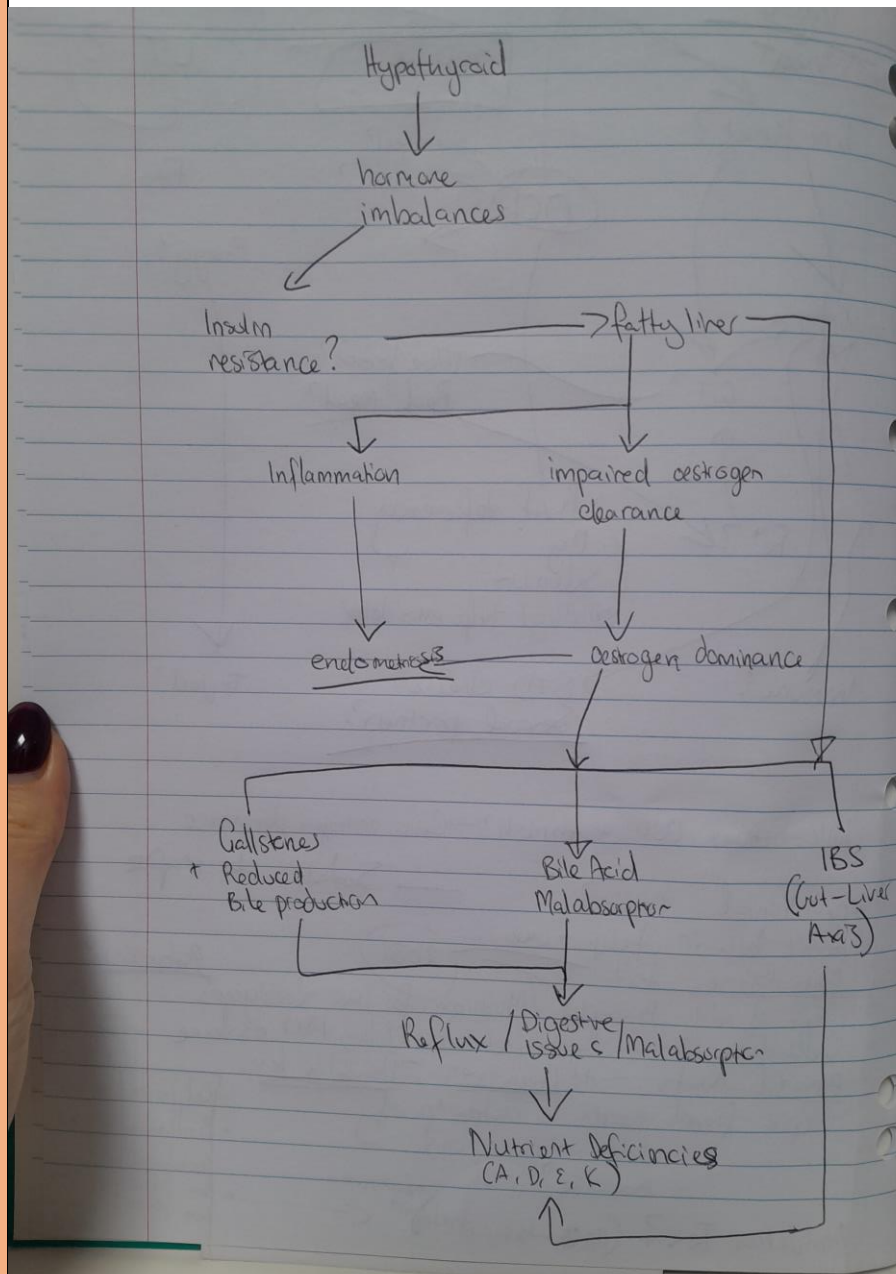 Hypothyroid
hormone
imbalances
Insulin
resistance?
fatty liver
Inflammation
impaired oestrogen
clearance
endometriosis
oestrogen dominance
Gallstones
+ Reduced
Bile production
Bile Acid
Malabsorption
IBS
(Gut-Liver
Axis)
Reflux / Digestive issues / Malabsorption
Nutrient Deficiencies
(A, D, E, K)